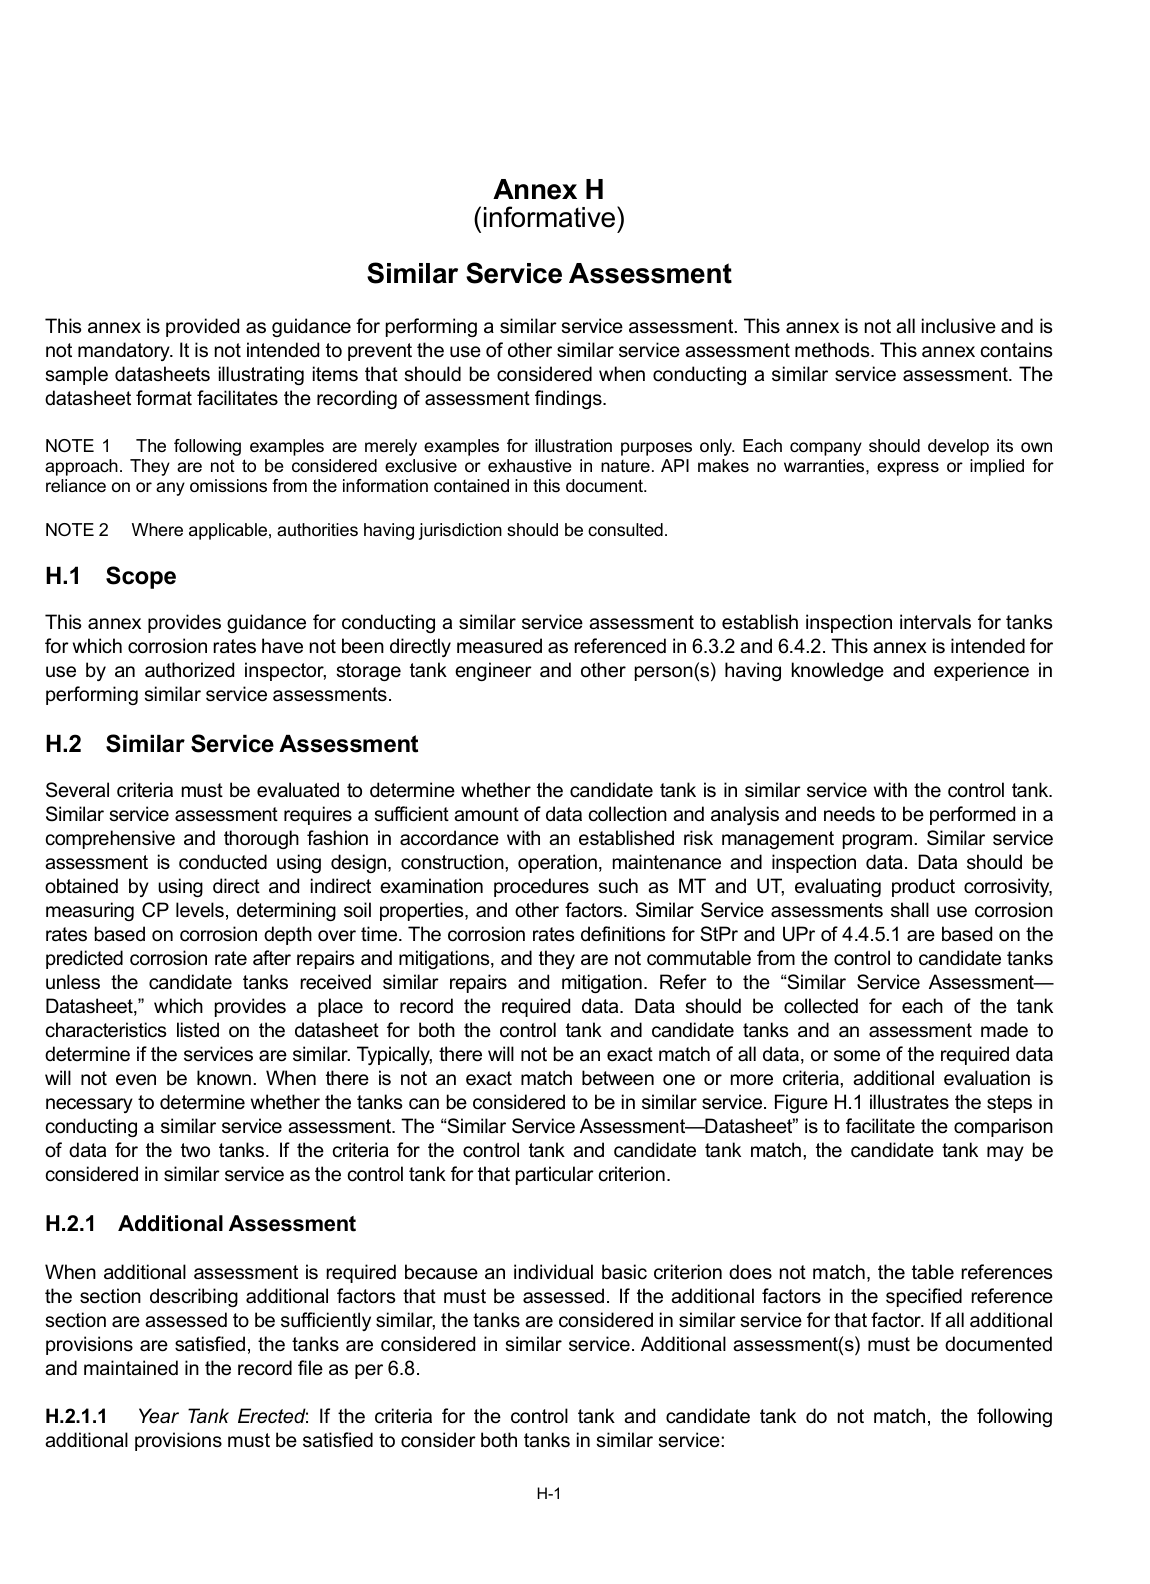 Annex H
(informative)
Similar Service Assessment
This annex is provided as guidance for performing a similar service assessment. This annex is not all inclusive and is
not mandatory. It is not intended to prevent the use of other similar service assessment methods. This annex contains
sample datasheets illustrating items that should be considered when conducting a similar service assessment. The
datasheet format facilitates the recording of assessment findings.
NOTE 1 The following examples are merely examples for illustration purposes only. Each company should develop its own
approach. They are not to be considered exclusive or exhaustive in nature. API makes no warranties, express or implied for
reliance on or any omissions from the information contained in this document.
NOTE 2 Where applicable, authorities having jurisdiction should be consulted.
H.1 Scope
This annex provides guidance for conducting a similar service assessment to establish inspection intervals for tanks
for which corrosion rates have not been directly measured as referenced in 6.3.2 and 6.4.2. This annex is intended for
use by an authorized inspector, storage tank engineer and other person(s) having knowledge and experience in
performing similar service assessments.
H.2 Similar Service Assessment
Several criteria must be evaluated to determine whether the candidate tank is in similar service with the control tank.
Similar service assessment requires a sufficient amount of data collection and analysis and needs to be performed in a
comprehensive and thorough fashion in accordance with an established risk management program. Similar service
assessment is conducted using design, construction, operation, maintenance and inspection data. Data should be
obtained by using direct and indirect examination procedures such as MT and UT, evaluating product corrosivity,
measuring CP levels, determining soil properties, and other factors. Similar Service assessments shall use corrosion
rates based on corrosion depth over time. The corrosion rates definitions for StPr and UPr of 4.4.5.1 are based on the
predicted corrosion rate after repairs and mitigations, and they are not commutable from the control to candidate tanks
unless the candidate tanks received similar repairs and mitigation. Refer to the “Similar Service Assessment—
Datasheet,” which provides a place to record the required data. Data should be collected for each of the tank
characteristics listed on the datasheet for both the control tank and candidate tanks and an assessment made to
determine if the services are similar. Typically, there will not be an exact match of all data, or some of the required data
will not even be known. When there is not an exact match between one or more criteria, additional evaluation is
necessary to determine whether the tanks can be considered to be in similar service. Figure H.1 illustrates the steps in
conducting a similar service assessment. The “Similar Service Assessment—Datasheet” is to facilitate the comparison
of data for the two tanks. If the criteria for the control tank and candidate tank match, the candidate tank may be
considered in similar service as the control tank for that particular criterion.
H.2.1 Additional Assessment
When additional assessment is required because an individual basic criterion does not match, the table references
the section describing additional factors that must be assessed. If the additional factors in the specified reference
section are assessed to be sufficiently similar, the tanks are considered in similar service for that factor. If all additional
provisions are satisfied, the tanks are considered in similar service. Additional assessment(s) must be documented
and maintained in the record file as per 6.8.
H.2.1.1 Year Tank Erected: If the criteria for the control tank and candidate tank do not match, the following
additional provisions must be satisfied to consider both tanks in similar service:
H-1